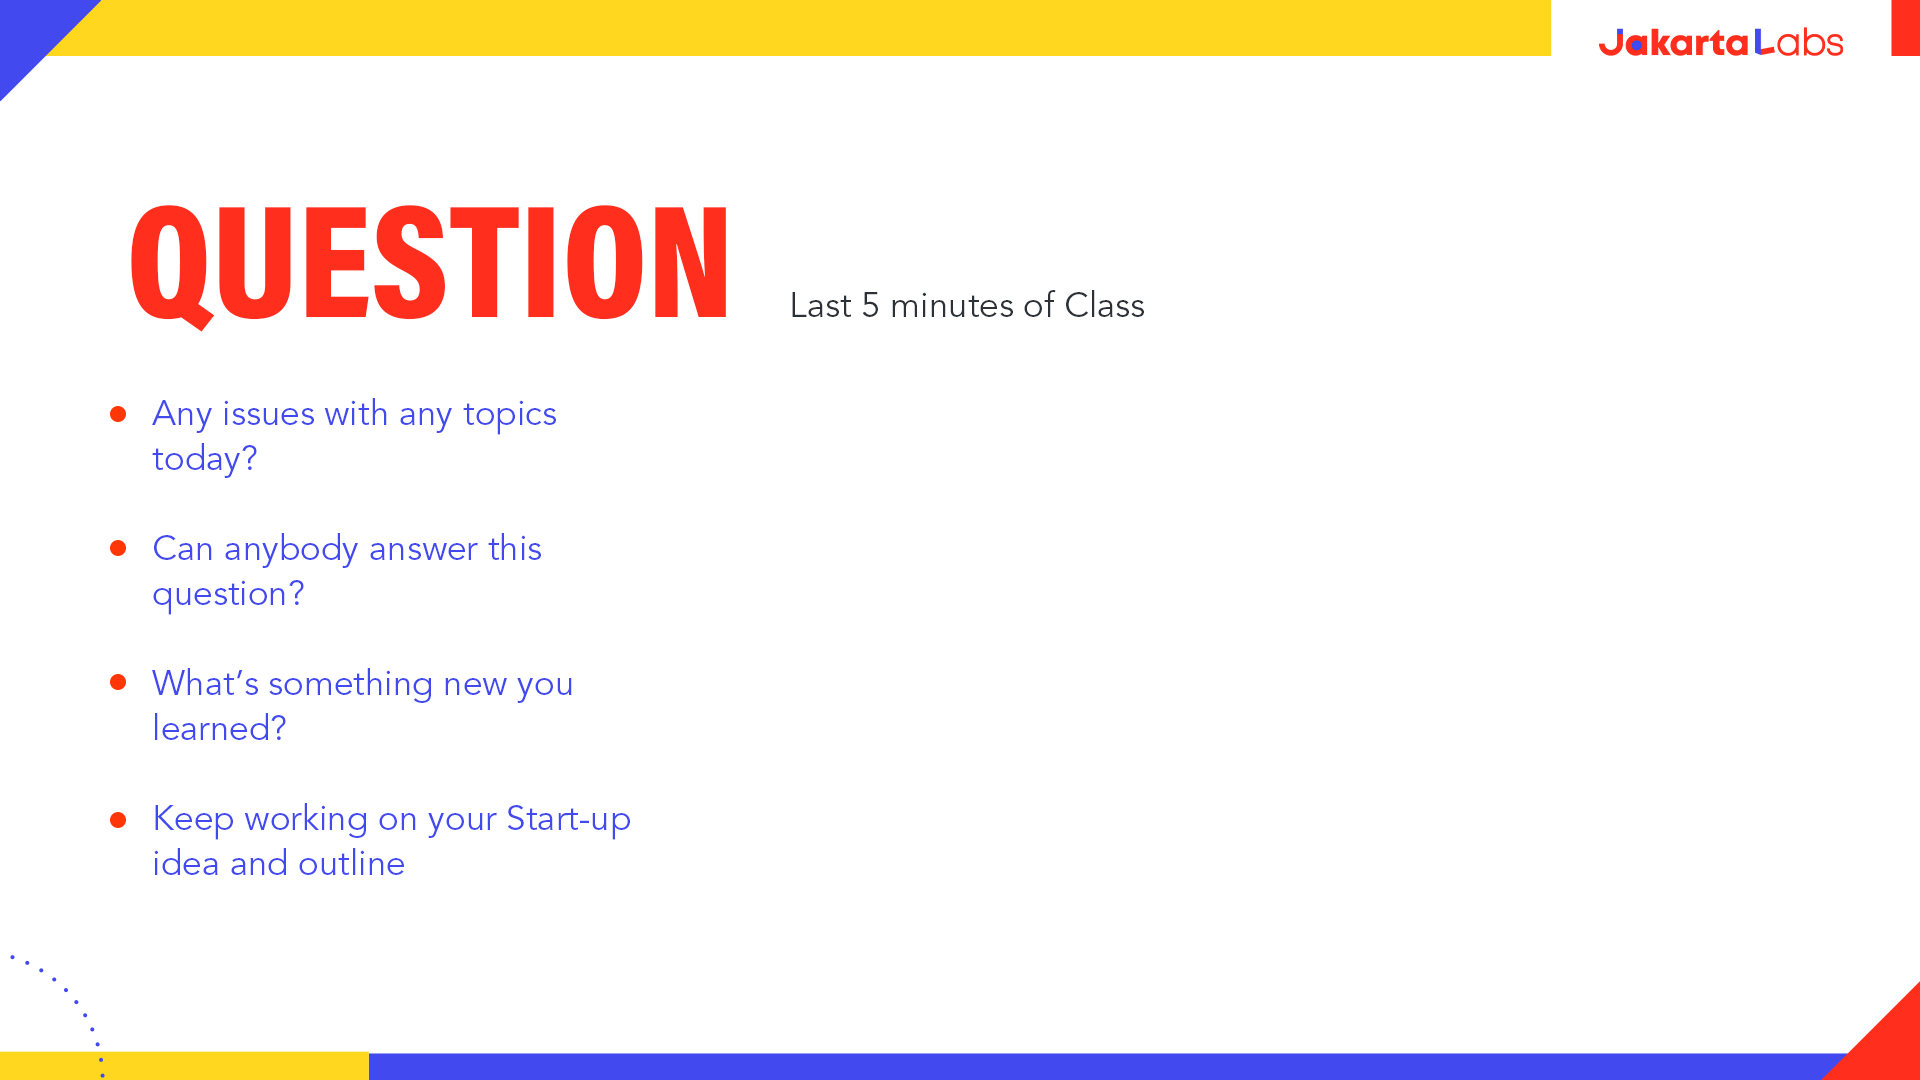 JakartaLabs
QUESTION
Last 5 minutes of Class
Any issues with any topics
today?
Can anybody answer this
question?
What’s something new you
learned?
Keep working on your Start-up
idea and outline